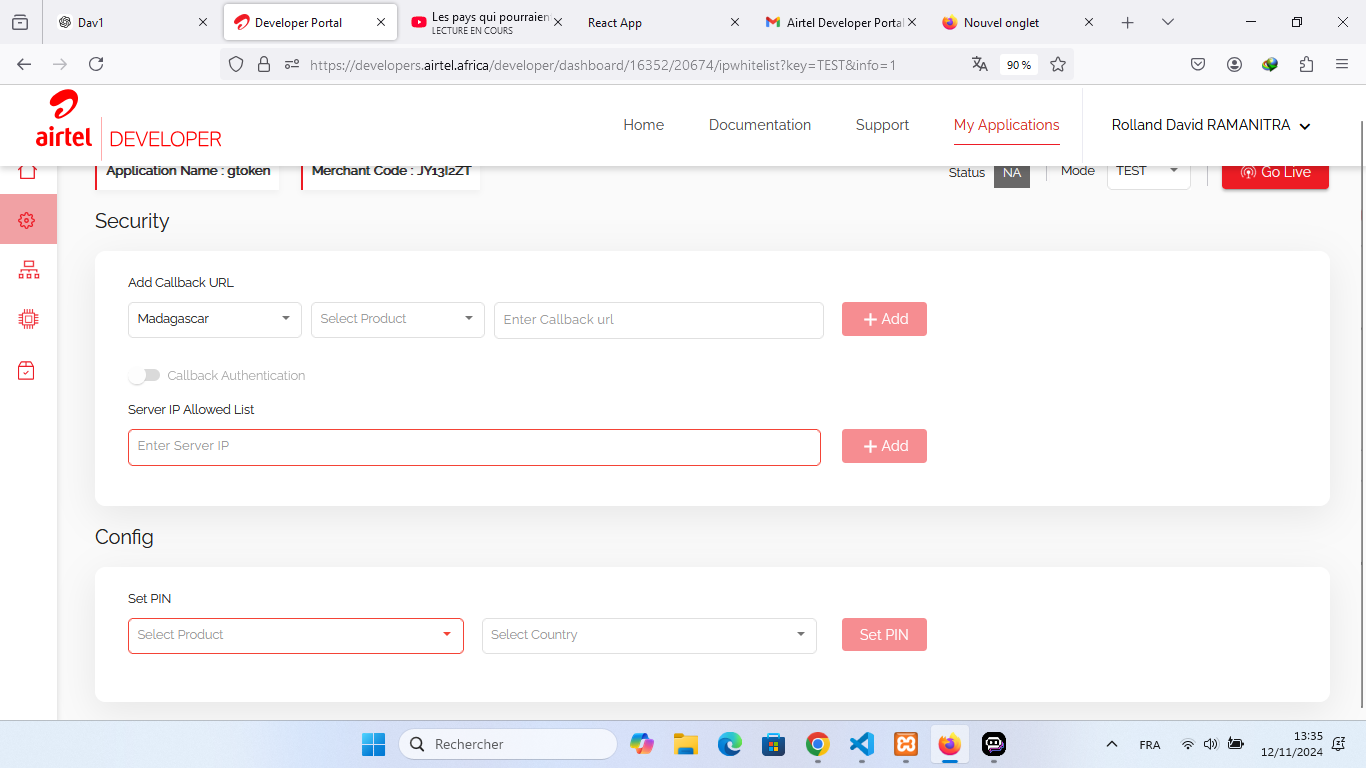 Dav1
Developer Portal
Les pays qui pourraien
LECTURE EN COURS
React App
Airtel Developer Portal
Nouvel onglet
https://developers.airtel.africa/developer/dashboard/16352/20674/ipwhitelist?key=TEST&info=1
90 %
airtel
DEVELOPER
Home
Documentation
Support
My Applications
Rolland David RAMANITRA
Application Name : gtoken
Merchant Code : JY13I2ZT
Status
NA
Mode
TEST
Go Live
Security
Add Callback URL
Madagascar
Select Product
Enter Callback url
Add
Callback Authentication
Server IP Allowed List
Enter Server IP
Add
Config
Set PIN
Select Product
Select Country
Set PIN
Rechercher
FRA
13:35
12/11/2024